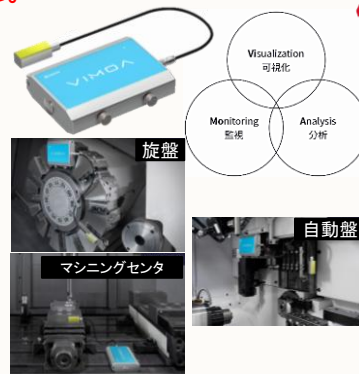 VIMOA
Visualization
可視化
Monitoring
監視
Analysis
分析
旋盤
自動盤
マシニングセンタ